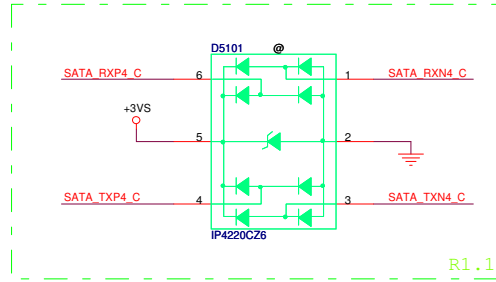 D5101 @
SATA_RXP4_C 6 1 SATA_RXN4_C
+3VS
5 2
SATA_TXP4_C 4 3 SATA_TXN4_C
IP4220CZ6
R1.1